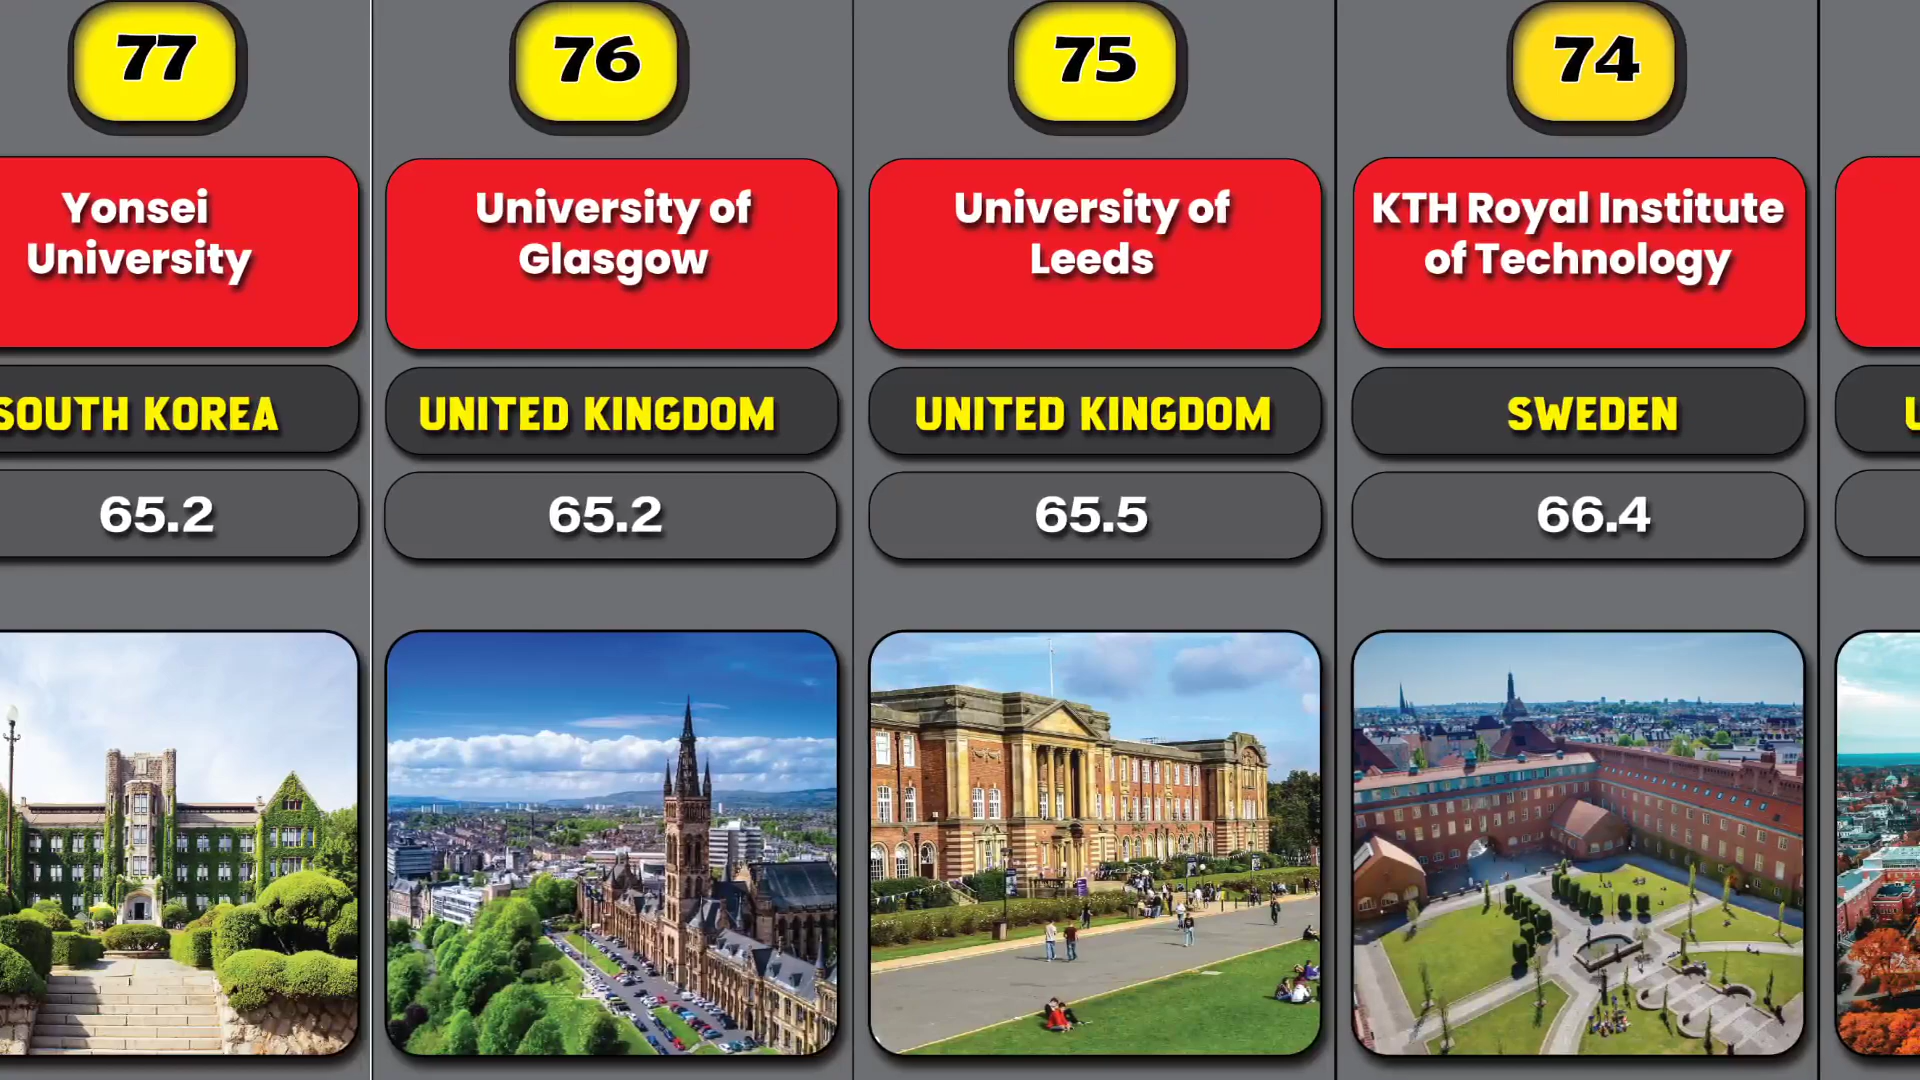 77
Yonsei
University
SOUTH KOREA
65.2
76
University of
Glasgow
UNITED KINGDOM
65.2
75
University of
Leeds
UNITED KINGDOM
65.5
74
KTH Royal Institute
of Technology
SWEDEN
66.4